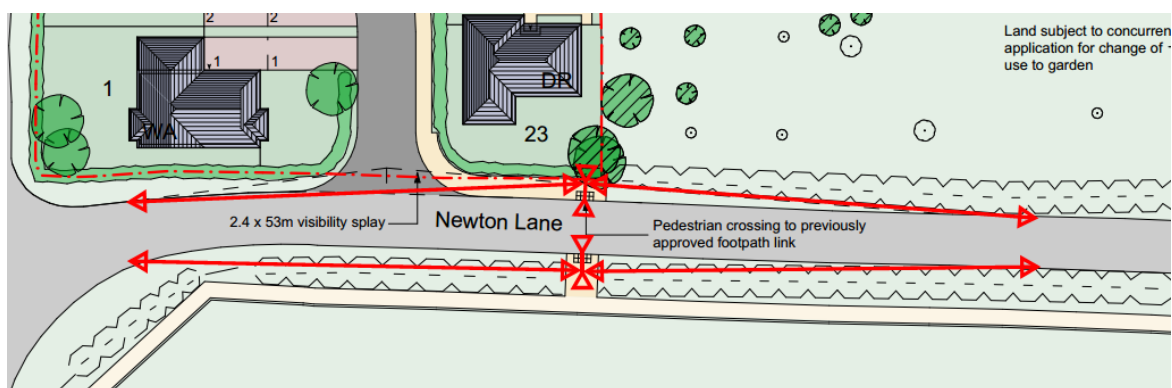 2 2
Land subject to concurren
application for change of
use to garden
1 1
1
DR
WA
23
2.4 x 53m visibility splay
Newton Lane
Pedestrian crossing to previously
approved footpath link